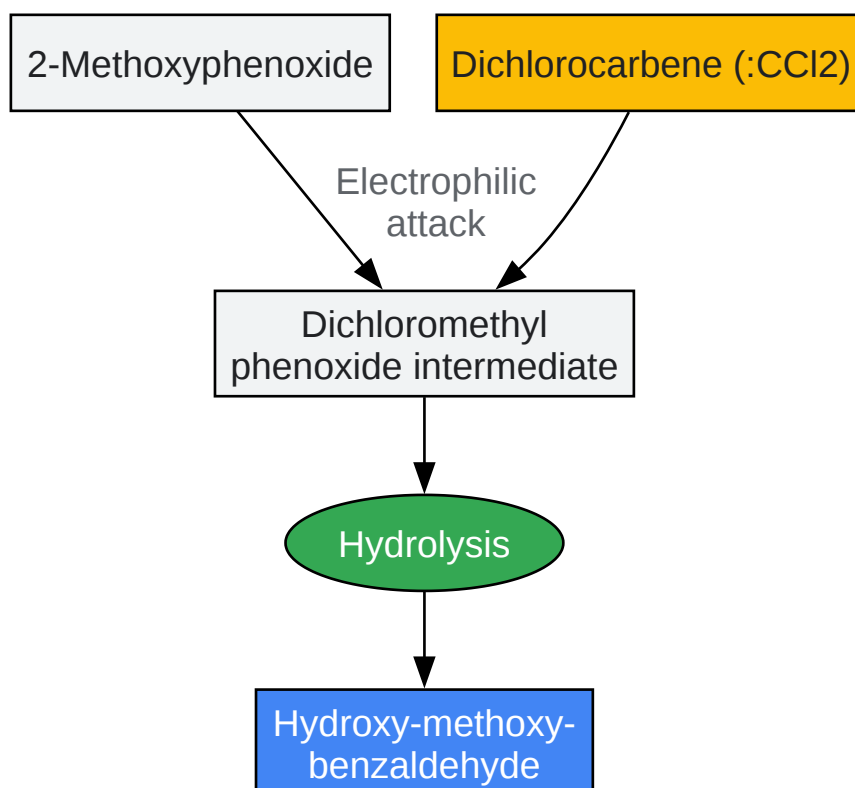 2-Methoxyphenoxide
Dichlorocarbene (:CCl2)
Electrophilic
attack
Dichloromethyl
phenoxide intermediate
Hydrolysis
Hydroxy-methoxy-
benzaldehyde